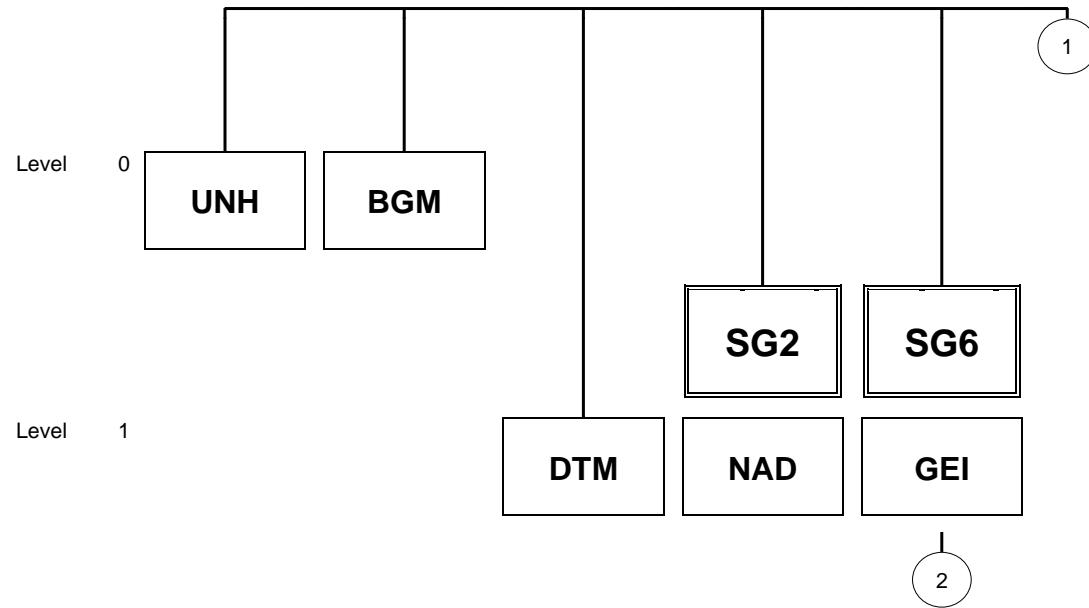 1
Level 0
UNH BGM
SG2 SG6
Level 1
DTM NAD GEI
2